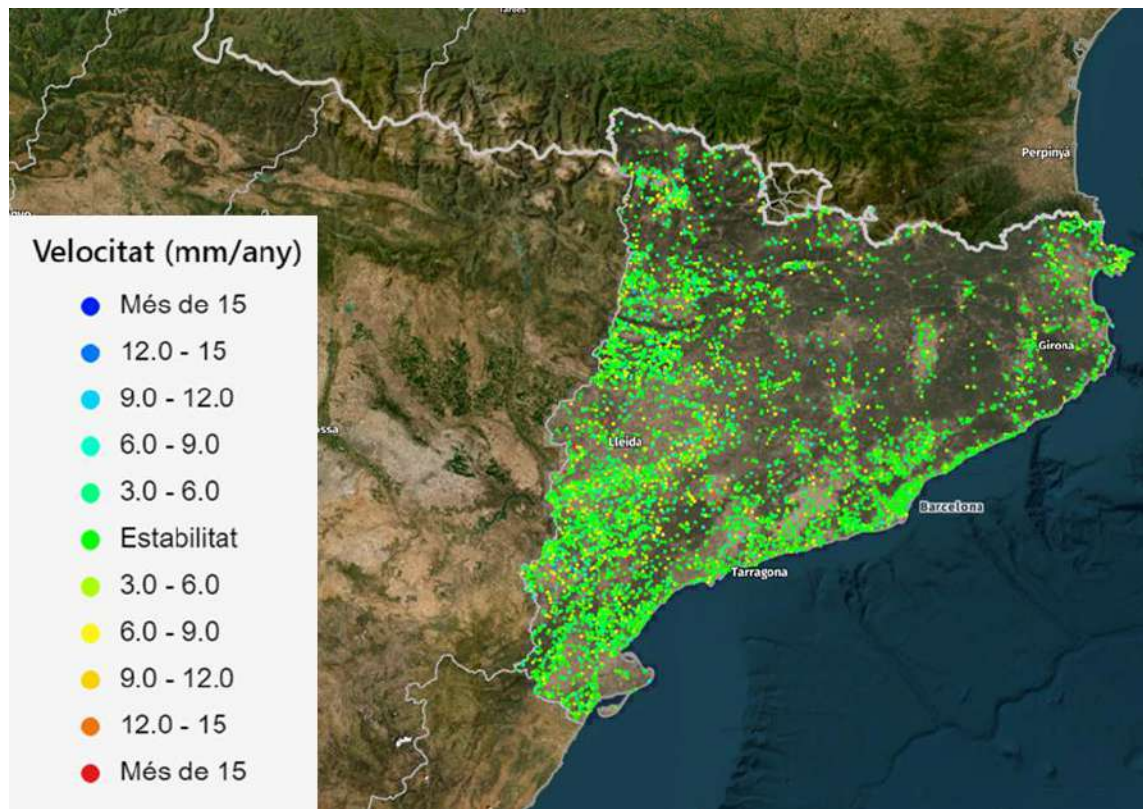 Tarbes
Perpinyà
Velocitat (mm/any)
Més de 15
12.0 - 15
9.0 - 12.0
6.0 - 9.0
3.0 - 6.0
Estabilitat
3.0 - 6.0
6.0 - 9.0
9.0 - 12.0
12.0 - 15
Més de 15
Girona
Lleida
Barcelona
Tarragona